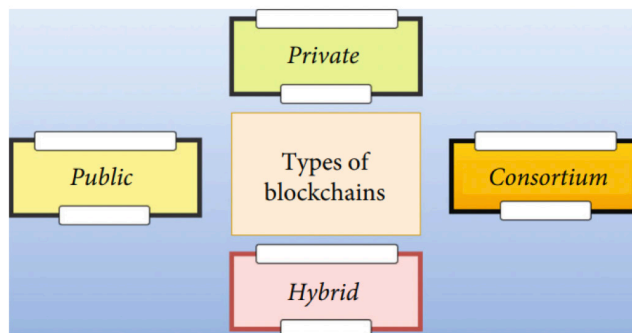 Private
Public
Types of
blockchains
Consortium
Hybrid